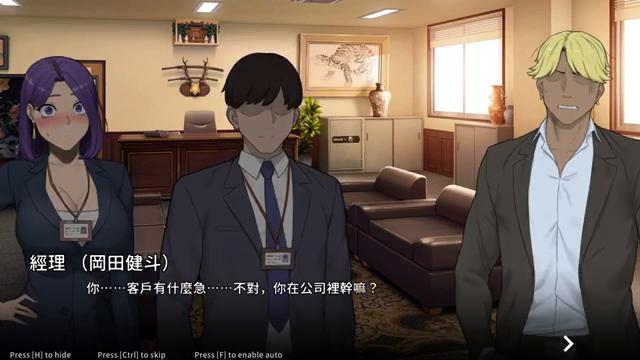 經理 （岡田健斗）
你……客戶有什麼急……不對，你在公司裡幹嘛？
Press [H] to hide Press [Ctrl] to skip Press [F] to enable auto